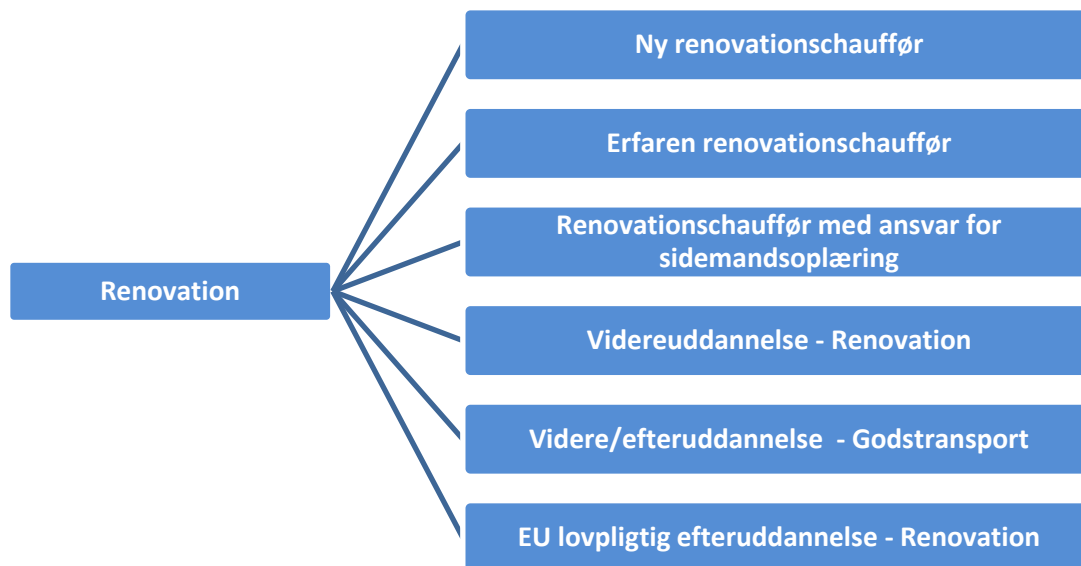 Ny renovationschauffør
Erfaren renovationschauffør
Renovationschauffør med ansvar for
sidemandsoplæring
Renovation
Videreuddannelse - Renovation
Videre/efteruddannelse - Godstransport
EU lovpligtig efteruddannelse - Renovation